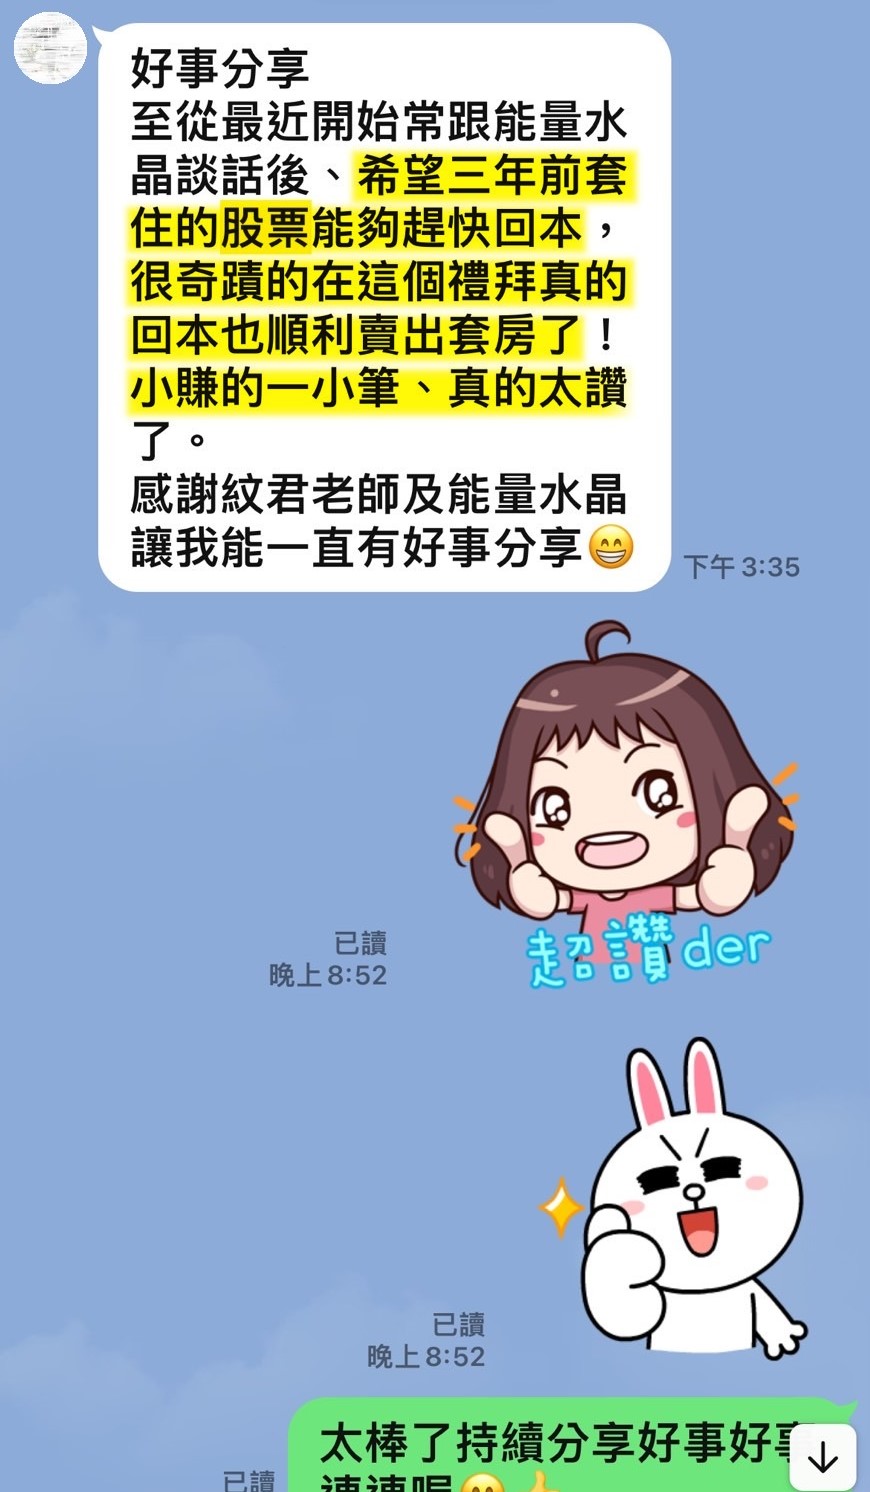 好事分享
至從最近開始常跟能量水
晶談話後、希望三年前套
住的股票能夠趕快回本，
很奇蹟的在這個禮拜真的
回本也順利賣出套房了！
小賺的一小筆、真的太讚
了。
感謝紋君老師及能量水晶
讓我能一直有好事分享😁
下午 3:35
超讚der
已讀
晚上 8:52
已讀
晚上 8:52
太棒了持續分享好事好事
已讀
連連喔